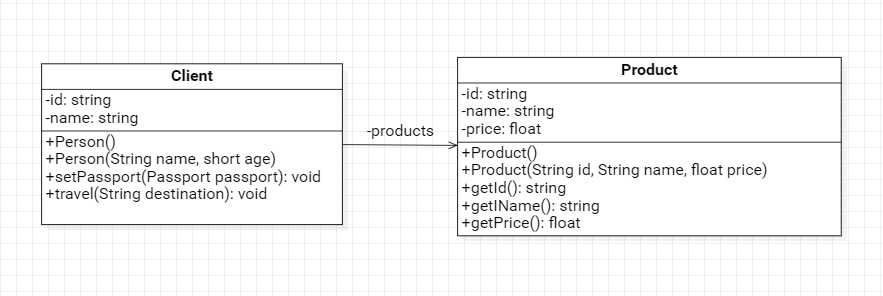 Client
-id: string
-name: string
+Person()
+Person(String name, short age)
+setPassport(Passport passport): void
+travel(String destination): void
-products
Product
-id: string
-name: string
-price: float
+Product()
+Product(String id, String name, float price)
+getId(): string
+getIName(): string
+getPrice(): float